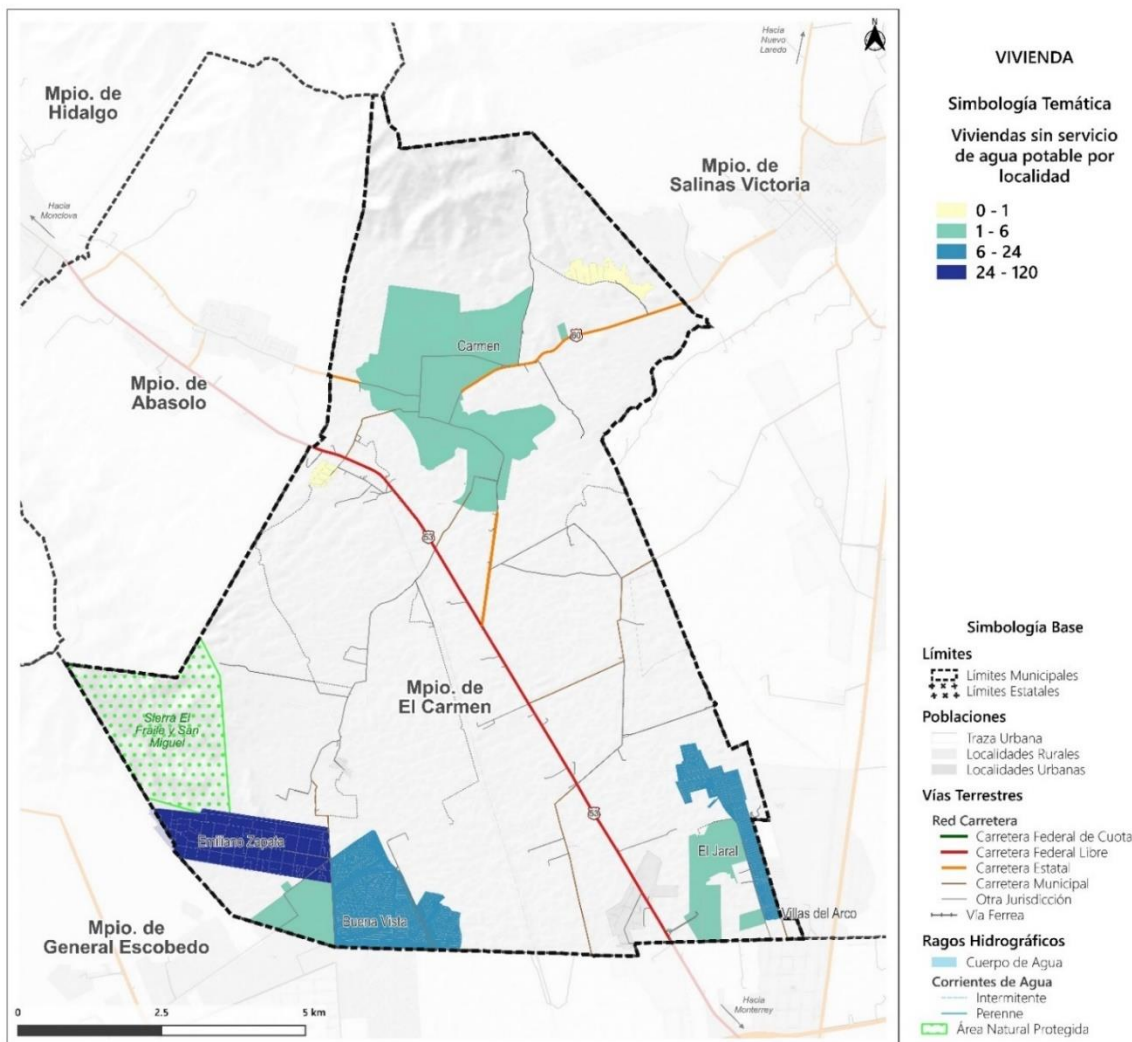 N
Hacia
Nuevo
Laredo
Mpio. de
Hidalgo
Mpio. de
Salinas Victoria
Hacia
Monclova
Carmen
Mpio. de
Abasolo
53
Mpio. de
El Carmen
Sierra El
Fraile y San
Miguel
Emiliano Zapata
53
El Jaral
Buena Vista
Villas del Arco
Mpio. de
General Escobedo
Hacia
Monterrey
0 2.5 5 km
VIVIENDA
Simbología Temática
Viviendas sin servicio
de agua potable por
localidad
0 - 1
1 - 6
6 - 24
24 - 120
Simbología Base
Límites
Límites Municipales
Límites Estatales
Poblaciones
Traza Urbana
Localidades Rurales
Localidades Urbanas
Vías Terrestres
Red Carretera
Carretera Federal de Cuota
Carretera Federal Libre
Carretera Estatal
Carretera Municipal
Otra Jurisdicción
Vía Ferrea
Ragos Hidrográficos
Cuerpo de Agua
Corrientes de Agua
Intermitente
Perenne
Área Natural Protegida